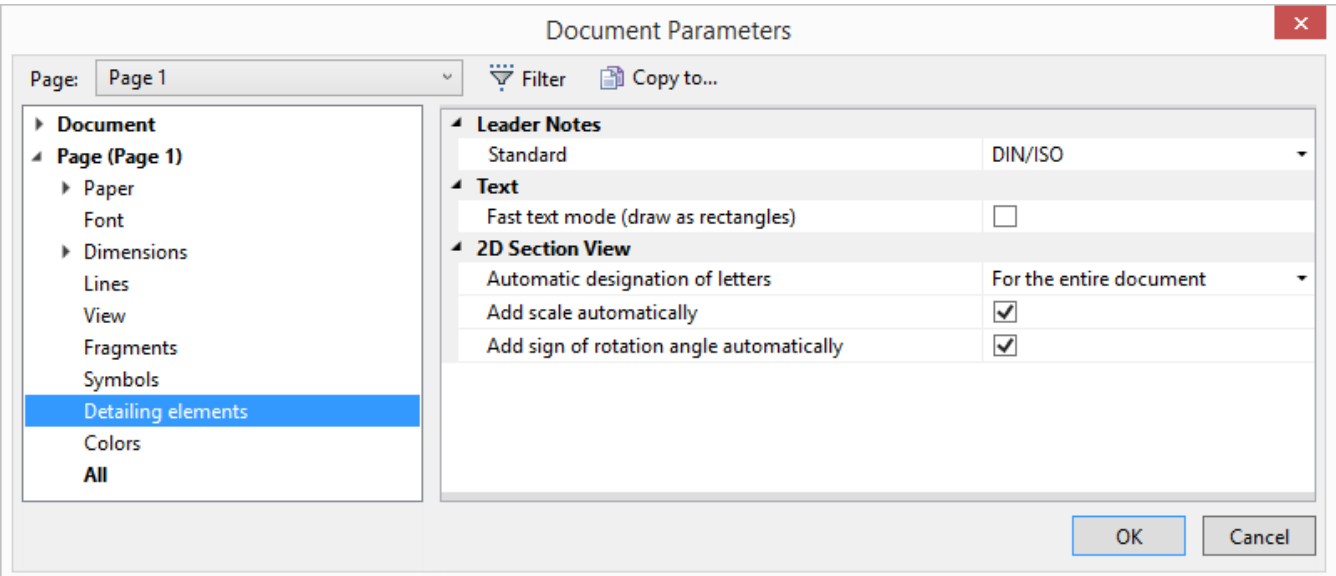 Document Parameters
Page: Page 1 Filter Copy to...
Document
Page (Page 1)
Paper
Font
Dimensions
Lines
View
Fragments
Symbols
Detailing elements
Colors
All
Leader Notes
Standard DIN/ISO
Text
Fast text mode (draw as rectangles)
2D Section View
Automatic designation of letters For the entire document
Add scale automatically
Add sign of rotation angle automatically
OK Cancel